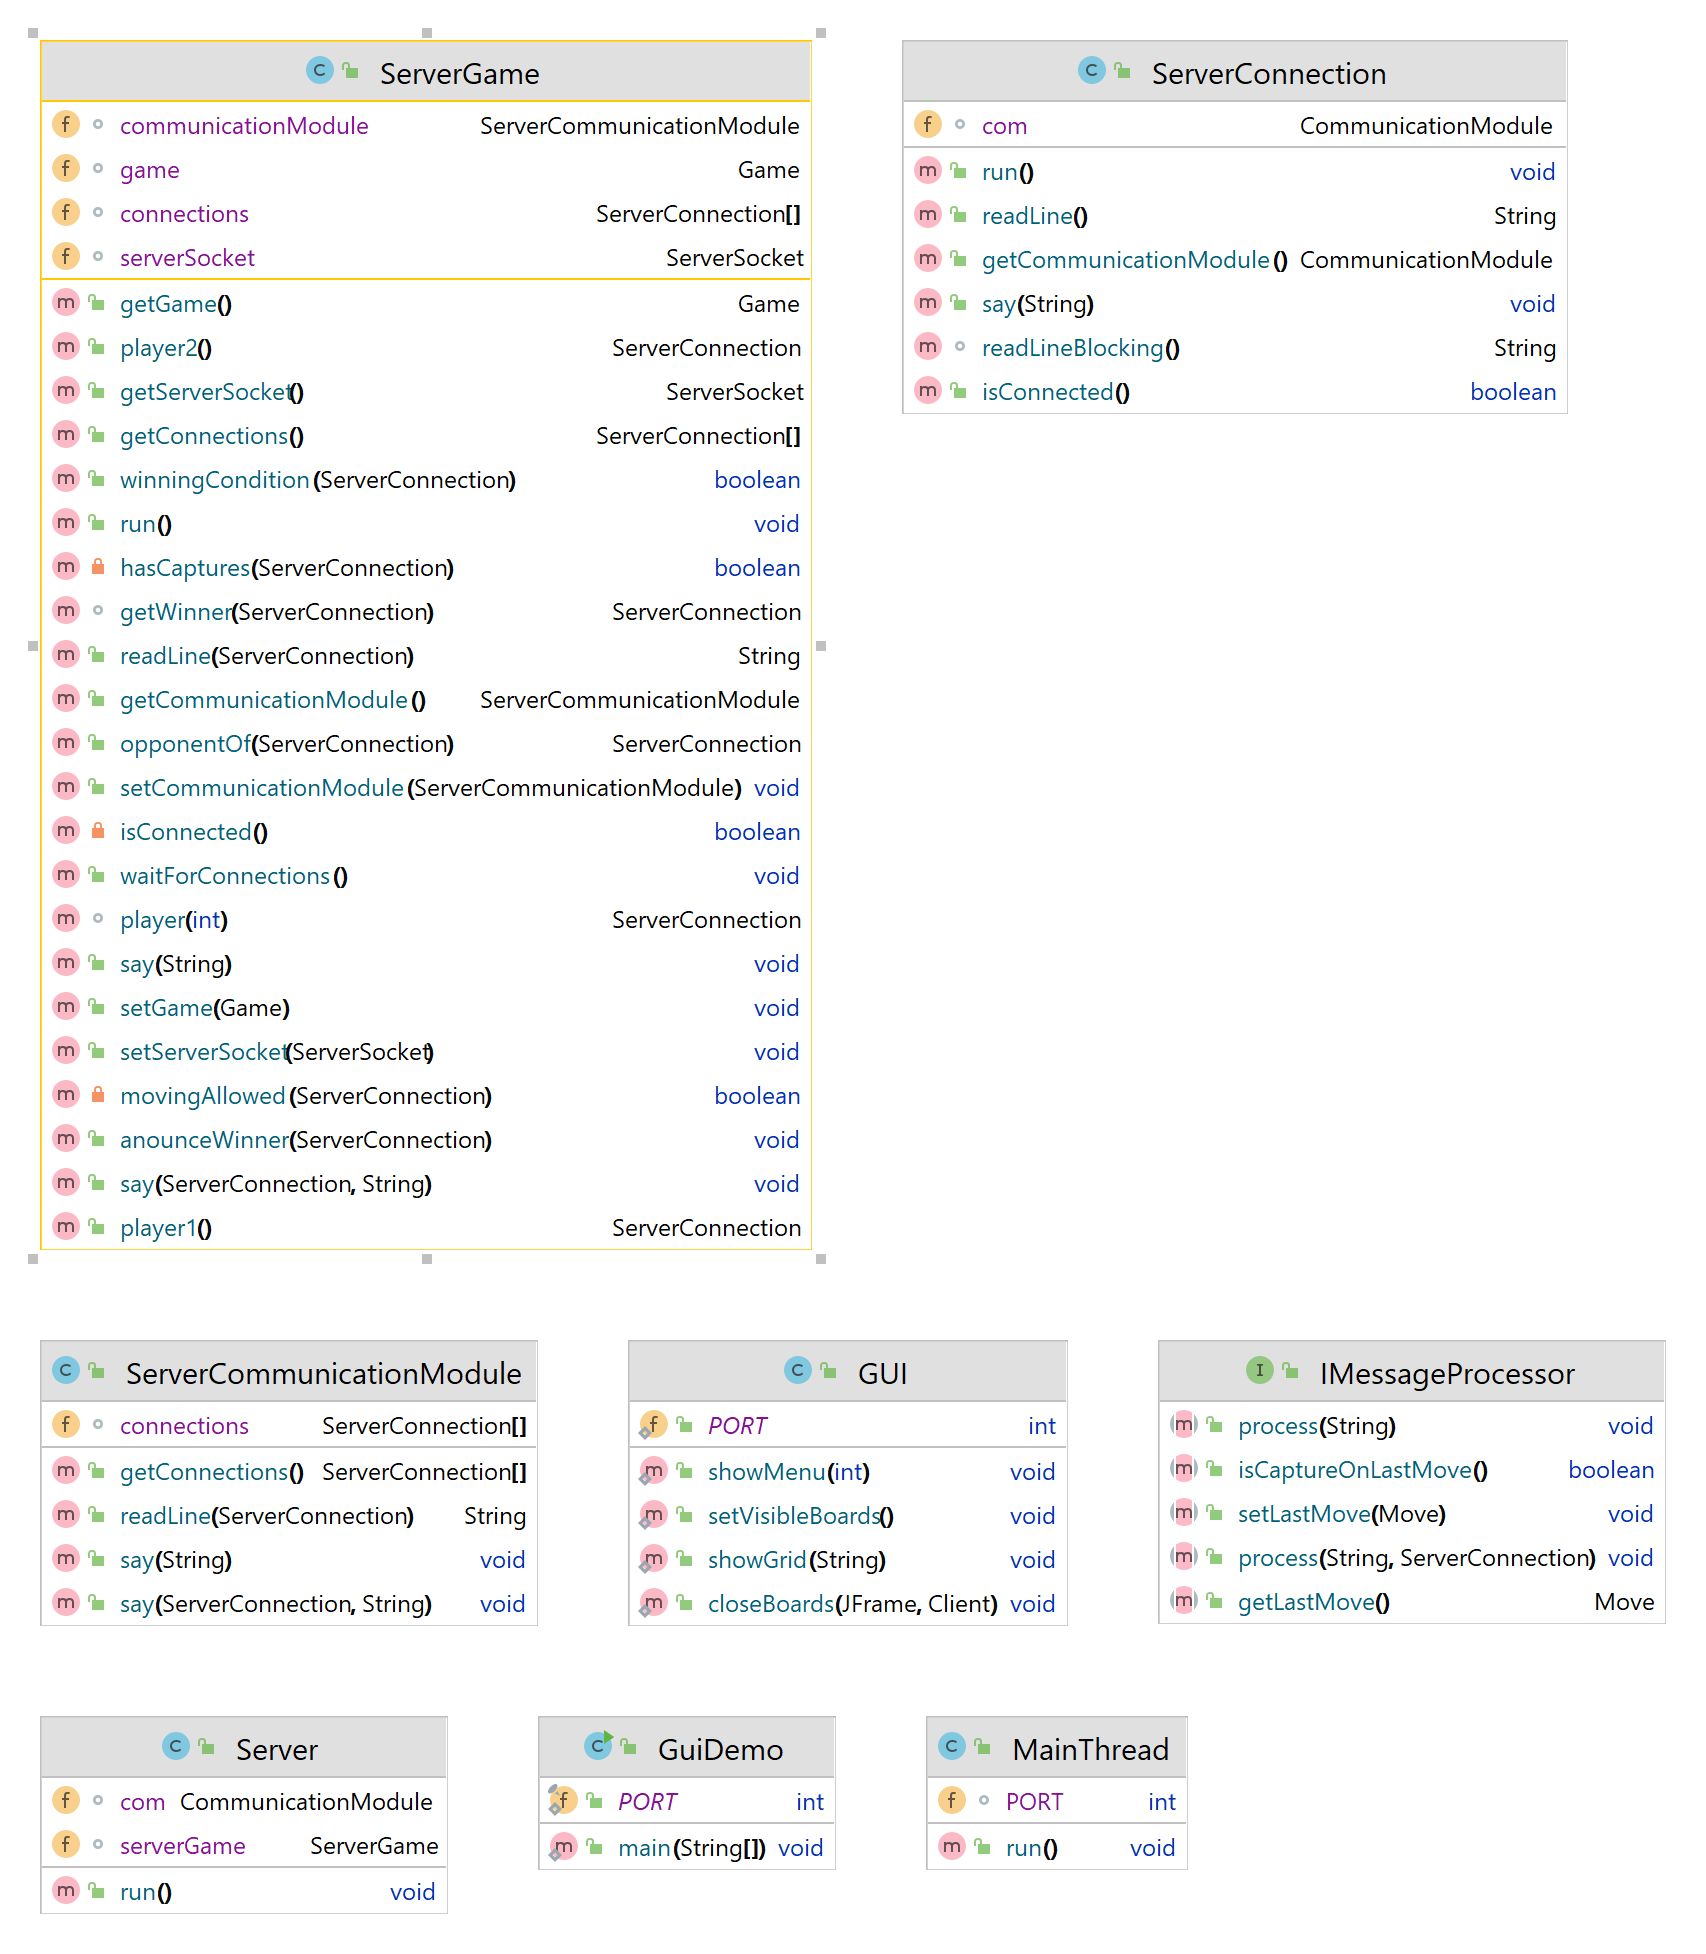 ServerGame
communicationModule ServerCommunicationModule
game Game
connections ServerConnection[]
serverSocket ServerSocket
getGame() Game
player2() ServerConnection
getServerSocket() ServerSocket
getConnections() ServerConnection[]
winningCondition(ServerConnection) boolean
run() void
hasCaptures(ServerConnection) boolean
getWinner(ServerConnection) ServerConnection
readLine(ServerConnection) String
getCommunicationModule() ServerCommunicationModule
opponentOf(ServerConnection) ServerConnection
setCommunicationModule(ServerCommunicationModule) void
isConnected() boolean
waitForConnections() void
player(int) ServerConnection
say(String) void
setGame(Game) void
setServerSocket(ServerSocket) void
movingAllowed(ServerConnection) boolean
anounceWinner(ServerConnection) void
say(ServerConnection, String) void
player1() ServerConnection
ServerConnection
com CommunicationModule
run() void
readLine() String
getCommunicationModule() CommunicationModule
say(String) void
readLineBlocking() String
isConnected() boolean
ServerCommunicationModule
connections ServerConnection[]
getConnections() ServerConnection[]
readLine(ServerConnection) String
say(String) void
say(ServerConnection, String) void
GUI
PORT int
showMenu(int) void
setVisibleBoards() void
showGrid(String) void
closeBoards(JFrame, Client) void
IMessageProcessor
process(String) void
isCaptureOnLastMove() boolean
setLastMove(Move) void
process(String, ServerConnection) void
getLastMove() Move
Server
com CommunicationModule
serverGame ServerGame
run() void
GuiDemo
PORT int
main(String[]) void
MainThread
PORT int
run() void